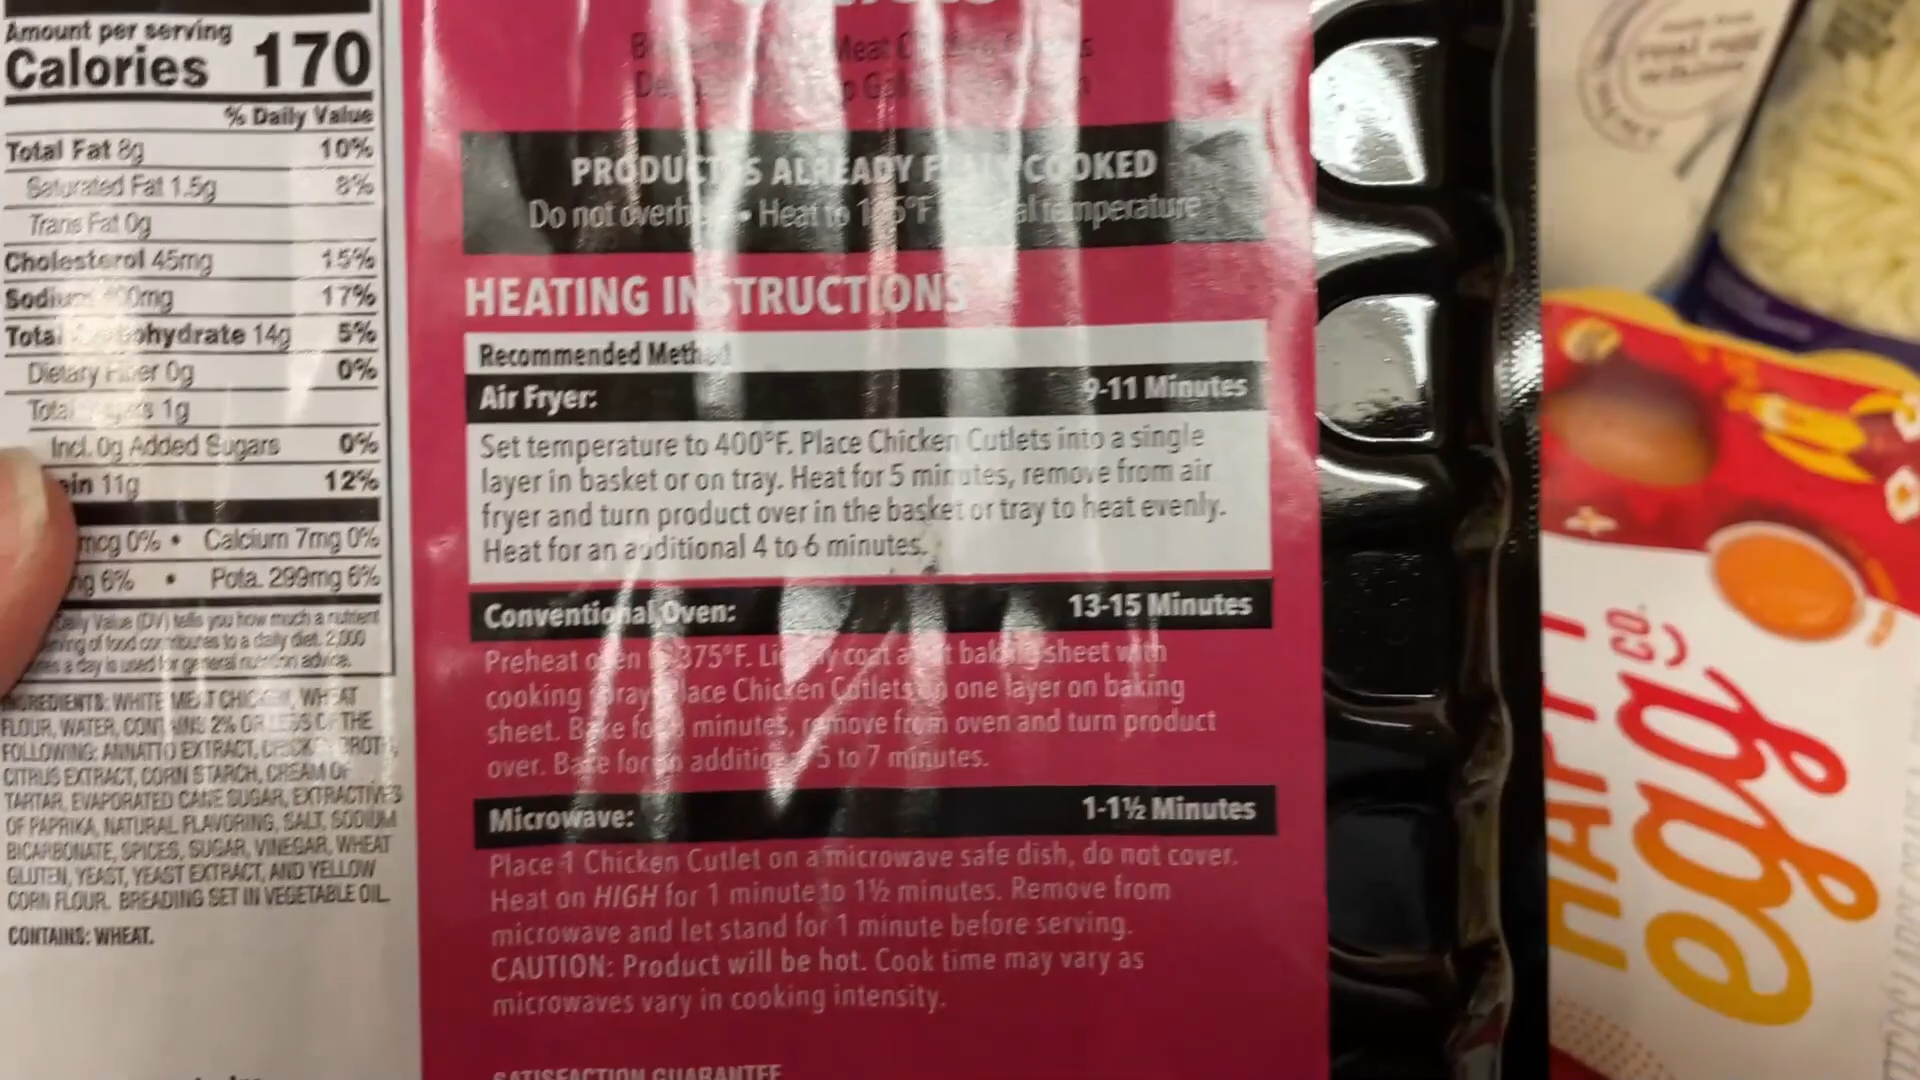 Amount per serving
Calories 170
% Daily Value
Total Fat 8g 10%
Saturated Fat 1.5g 8%
Trans Fat 0g
Cholesterol 45mg 15%
17%
Total 14g 5%
Dietary 0g 0%
Total 1g
Incl. 0g Added Sugars 0%
11g 12%
mcg 0% • Calcium 7mg 0%
6% • Pota. 299mg 6%
Value (DV) tells you how much a nutrient
of food contributes to a daily diet. 2,000
a day is used for general nutrition advice.
INGREDIENTS: WHITE MEAT CHICKEN, WHEAT
FLOUR, WATER, CONTAINS 2% OR LESS OF THE
FOLLOWING: ANNATTO EXTRACT, CHICKEN BROTH,
CITRUS EXTRACT, CORN STARCH, CREAM OF
TARTAR, EVAPORATED CANE SUGAR, EXTRACTIVES
OF PAPRIKA, NATURAL FLAVORING, SALT, SODIUM
BICARBONATE, SPICES, SUGAR, VINEGAR, WHEAT
GLUTEN, YEAST, YEAST EXTRACT, AND YELLOW
CORN FLOUR. BREADING SET IN VEGETABLE OIL.
CONTAINS: WHEAT.
Meat
PRODUCT IS ALREADY FULLY COOKED
Do not • Heat to temperature
HEATING INSTRUCTIONS
Recommended Method
Air Fryer: 9-11 Minutes
Set temperature to 400°F. Place Chicken Cutlets into a single
layer in basket or on tray. Heat for 5 minutes, remove from air
fryer and turn product over in the basket or tray to heat evenly.
Heat for an additional 4 to 6 minutes.
Conventional Oven: 13-15 Minutes
Preheat oven to 375°F. Lightly coat a baking sheet with
cooking spray. Place Chicken Cutlets in one layer on baking
sheet. Bake for minutes, remove from oven and turn product
over. Bake for an additional 5 to 7 minutes.
Microwave: 1-1½ Minutes
Place 1 Chicken Cutlet on a microwave safe dish, do not cover.
Heat on HIGH for 1 minute to 1½ minutes. Remove from
microwave and let stand for 1 minute before serving.
CAUTION: Product will be hot. Cook time may vary as
microwaves vary in cooking intensity.
SATISFACTION GUARANTEE
HAPPY
egg
CO.